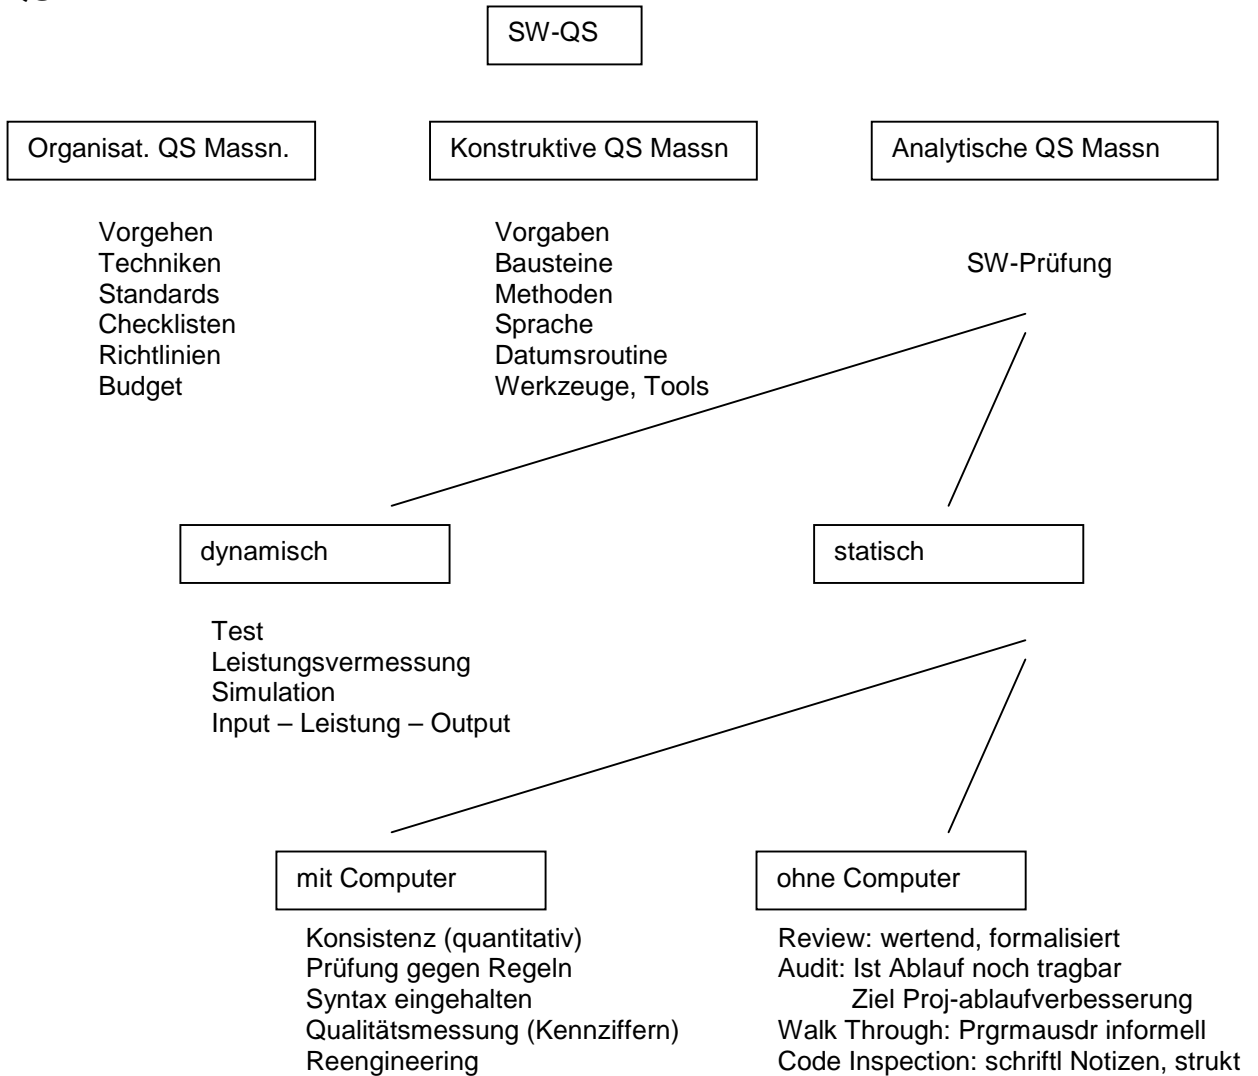 SW-QS
Organisat. QS Massn.
Konstruktive QS Massn
Analytische QS Massn
Vorgehen
Techniken
Standards
Checklisten
Richtlinien
Budget
Vorgaben
Bausteine
Methoden
Sprache
Datumsroutine
Werkzeuge, Tools
SW-Prüfung
dynamisch
statisch
Test
Leistungsvermessung
Simulation
Input – Leistung – Output
mit Computer
ohne Computer
Konsistenz (quantitativ)
Prüfung gegen Regeln
Syntax eingehalten
Qualitätsmessung (Kennziffern)
Reengineering
Review: wertend, formalisiert
Audit: Ist Ablauf noch tragbar
Ziel Proj-ablaufverbesserung
Walk Through: Prgrmausdr informell
Code Inspection: schriftl Notizen, strukt